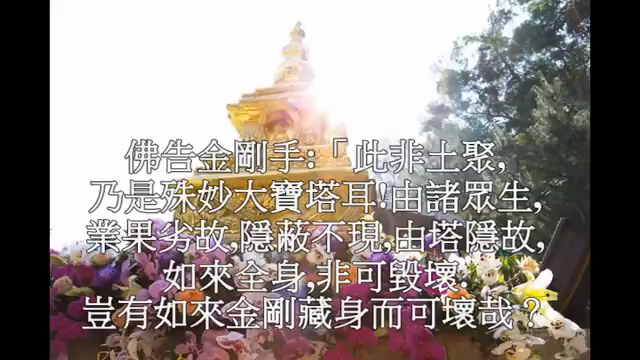 佛告金剛手:「此非土聚,
乃是殊妙大寶塔耳!由諸眾生,
業果劣故,隱蔽不現,由塔隱故,
如來全身,非可毀壞.
豈有如來金剛藏身而可壞哉？